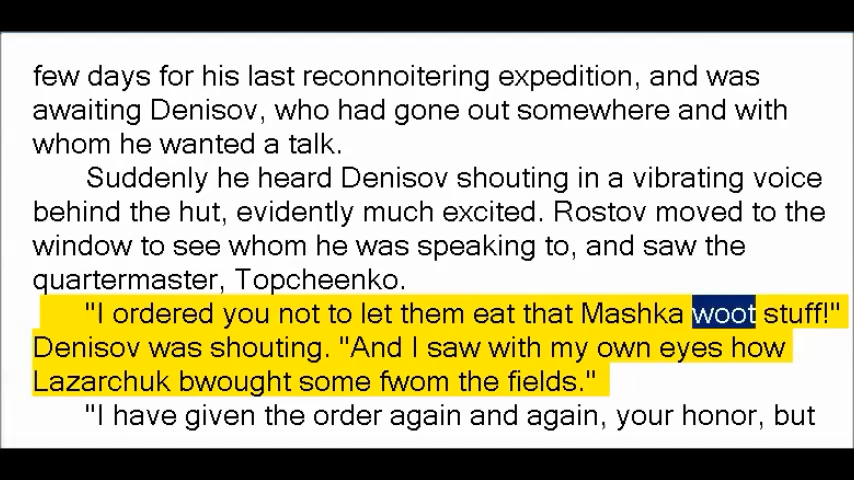 few days for his last reconnoitering expedition, and was
awaiting Denisov, who had gone out somewhere and with
whom he wanted a talk.
Suddenly he heard Denisov shouting in a vibrating voice
behind the hut, evidently much excited. Rostov moved to the
window to see whom he was speaking to, and saw the
quartermaster, Topcheenko.
"I ordered you not to let them eat that Mashka woot stuff!"
Denisov was shouting. "And I saw with my own eyes how
Lazarchuk bwought some fwom the fields."
"I have given the order again and again, your honor, but